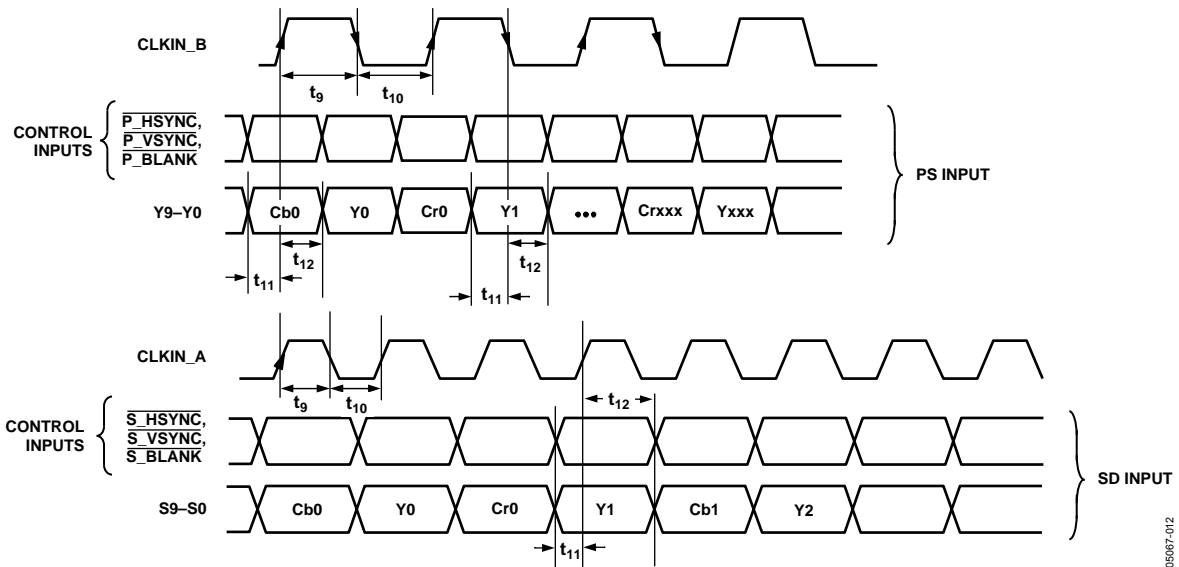 CLKIN_B
t9
t10
CONTROL
INPUTS
P_HSYNC,
P_VSYNC,
P_BLANK
PS INPUT
Y9–Y0
Cb0
Y0
Cr0
Y1
•••
Crxxx
Yxxx
t12
t12
t11
t11
CLKIN_A
t9
t10
t12
CONTROL
INPUTS
S_HSYNC,
S_VSYNC,
S_BLANK
SD INPUT
S9–S0
Cb0
Y0
Cr0
Y1
Cb1
Y2
t11
05067-012